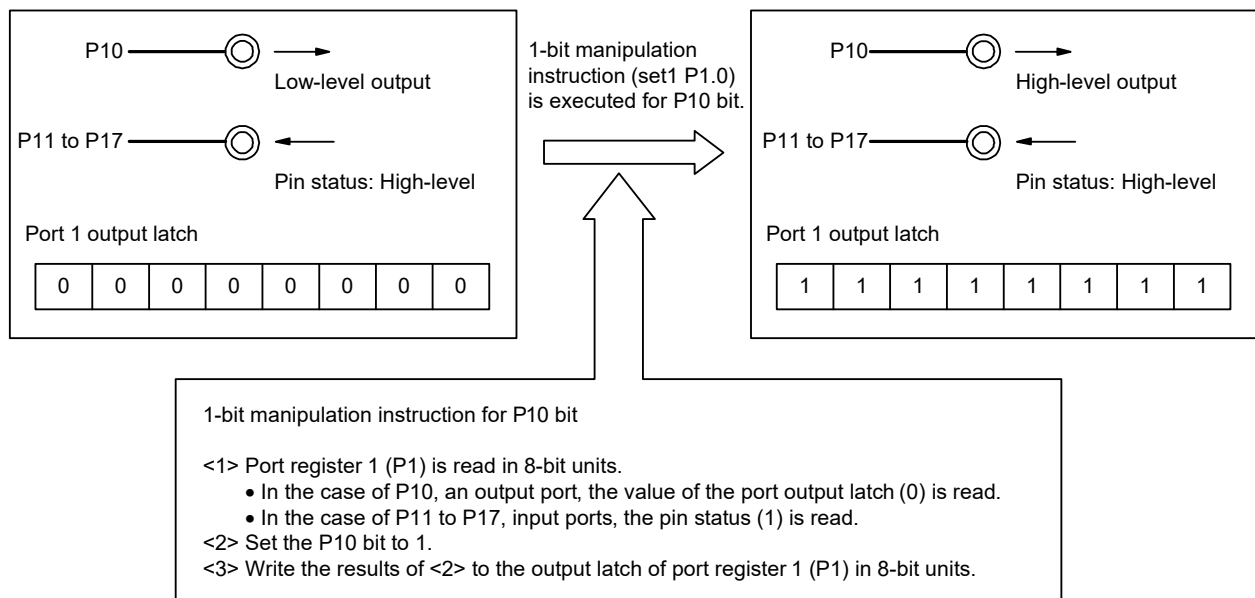 P10
Low-level output
P11 to P17
Pin status: High-level
Port 1 output latch
0 0 0 0 0 0 0 0
1-bit manipulation
instruction (set1 P1.0)
is executed for P10 bit.
P10
High-level output
P11 to P17
Pin status: High-level
Port 1 output latch
1 1 1 1 1 1 1 1
1-bit manipulation instruction for P10 bit
<1> Port register 1 (P1) is read in 8-bit units.
• In the case of P10, an output port, the value of the port output latch (0) is read.
• In the case of P11 to P17, input ports, the pin status (1) is read.
<2> Set the P10 bit to 1.
<3> Write the results of <2> to the output latch of port register 1 (P1) in 8-bit units.